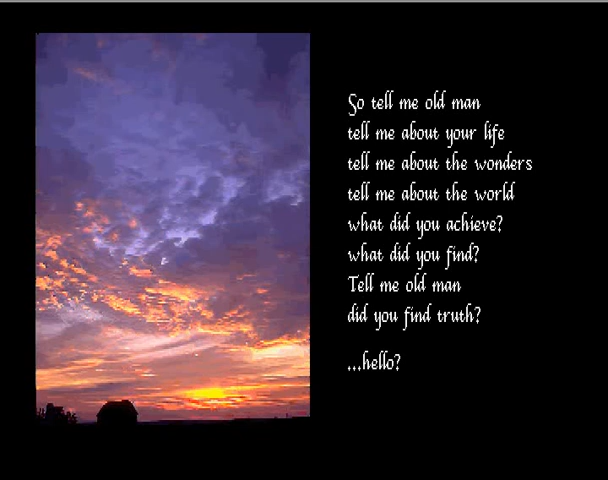 So tell me old man
tell me about your life
tell me about the wonders
tell me about the world
what did you achieve?
what did you find?
Tell me old man
did you find truth?
...hello?